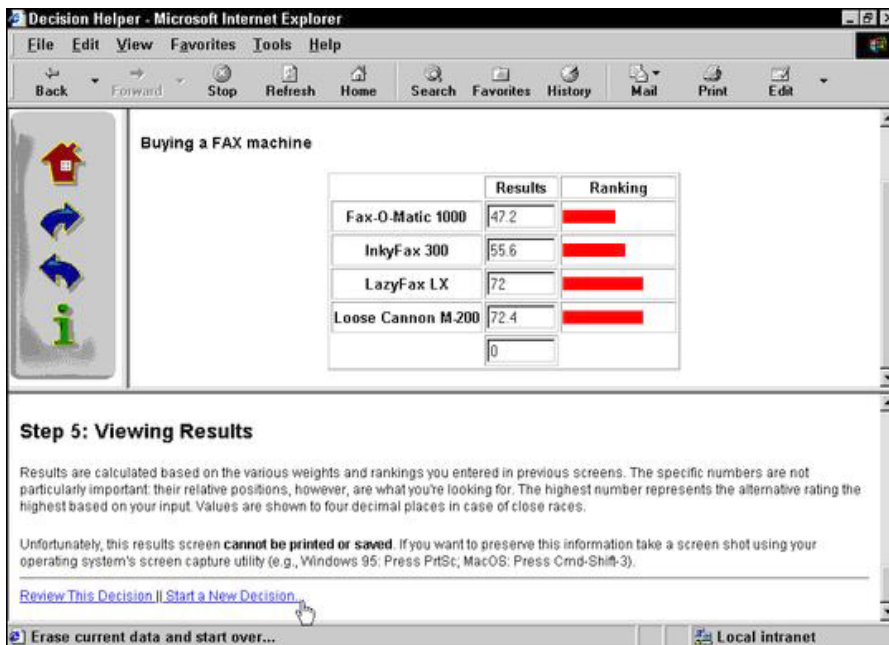 Decision Helper - Microsoft Internet Explorer
File Edit View Favorites Tools Help
Back Forward Stop Refresh Home Search Favorites History Mail Print Edit
Buying a FAX machine
Results Ranking
Fax-O-Matic 1000 47.2
InkyFax 300 55.6
LazyFax LX 72
Loose Cannon M-200 72.4
0
Step 5: Viewing Results
Results are calculated based on the various weights and rankings you entered in previous screens. The specific numbers are not
particularly important: their relative positions, however, are what you're looking for. The highest number represents the alternative rating the
highest based on your input. Values are shown to four decimal places in case of close races.
Unfortunately, this results screen cannot be printed or saved. If you want to preserve this information take a screen shot using your
operating system's screen capture utility (e.g., Windows 95: Press PrtSc; MacOS: Press Cmd-Shift-3).
Review This Decision || Start a New Decision...
Erase current data and start over... Local intranet